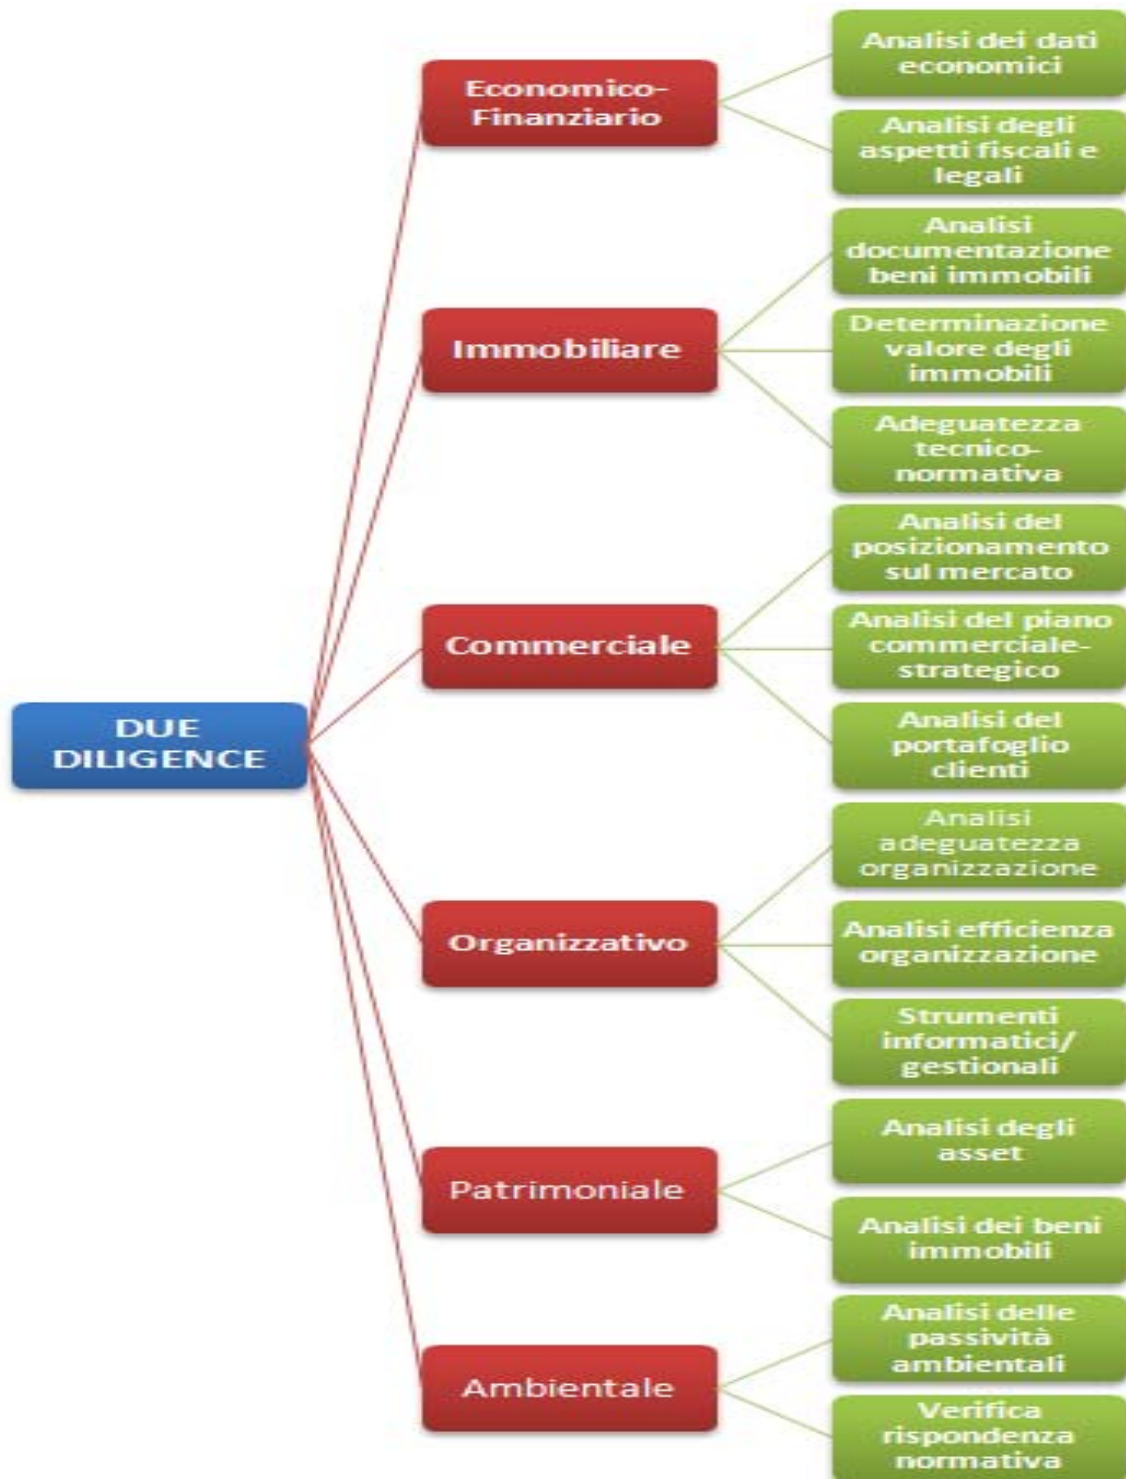 DUE
DILIGENCE
Economico-
Finanziario
Analisi dei dati
economici
Analisi degli
aspetti fiscali e
legali
Immobiliare
Analisi
documentazione
beni immobili
Determinazione
valore degli
immobili
Adeguatezza
tecnico-
normativa
Commerciale
Analisi del
posizionamento
sul mercato
Analisi del piano
commerciale-
strategico
Analisi del
portafoglio
clienti
Organizzativo
Analisi
adeguatezza
organizzazione
Analisi efficienza
organizzazione
Strumenti
informatici/
gestionali
Patrimoniale
Analisi degli
asset
Analisi dei beni
immobili
Ambientale
Analisi delle
passività
ambientali
Verifica
rispondenza
normativa